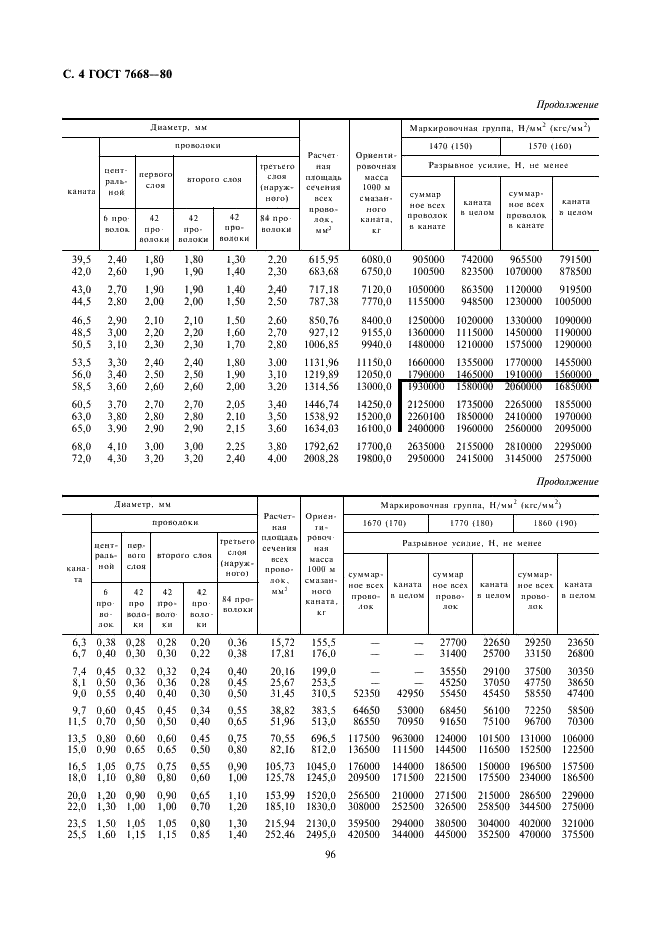 С. 4 ГОСТ 7668—80
Продолжение
Диаметр, мм
Расчетная площадь сечения всех проволок, мм²
Ориентировочная масса 1000 м смазанного каната, кг
Маркировочная группа, Н/мм² (кгс/мм²)
проволоки
1470 (150) 1570 (160)
каната
центральной
первого слоя
второго слоя
третьего слоя (наружного)
Разрывное усилие, Н, не менее
суммарное всех проволок в канате
каната в целом
суммарное всех проволок в канате
каната в целом
6 проволок
42 проволоки
42 проволоки
42 проволоки
84 проволоки
39,5 2,40 1,80 1,80 1,30 2,20 615,95 6080,0 905000 742000 965500 791500
42,0 2,60 1,90 1,90 1,40 2,30 683,68 6750,0 100500 823500 1070000 878500
43,0 2,70 1,90 1,90 1,40 2,40 717,18 7120,0 1050000 863500 1120000 919500
44,5 2,80 2,00 2,00 1,50 2,50 787,38 7770,0 1155000 948500 1230000 1005000
46,5 2,90 2,10 2,10 1,50 2,60 850,76 8400,0 1250000 1020000 1330000 1090000
48,5 3,00 2,20 2,20 1,60 2,70 927,12 9155,0 1360000 1115000 1450000 1190000
50,5 3,10 2,30 2,30 1,70 2,80 1006,85 9940,0 1480000 1210000 1575000 1290000
53,5 3,30 2,40 2,40 1,80 3,00 1131,96 11150,0 1660000 1355000 1770000 1455000
56,0 3,40 2,50 2,50 1,90 3,10 1219,89 12050,0 1790000 1465000 1910000 1560000
58,5 3,60 2,60 2,60 2,00 3,20 1314,56 13000,0 1930000 1580000 2060000 1685000
60,5 3,70 2,70 2,70 2,05 3,40 1446,74 14250,0 2125000 1735000 2265000 1855000
63,0 3,80 2,80 2,80 2,10 3,50 1538,92 15200,0 2260100 1850000 2410000 1970000
65,0 3,90 2,90 2,90 2,15 3,60 1634,03 16100,0 2400000 1960000 2560000 2095000
68,0 4,10 3,00 3,00 2,25 3,80 1792,62 17700,0 2635000 2155000 2810000 2295000
72,0 4,30 3,20 3,20 2,40 4,00 2008,28 19800,0 2950000 2415000 3145000 2575000
Продолжение
Диаметр, мм
Расчетная площадь сечения всех проволок, мм²
Ориентировочная масса 1000 м смазанного каната, кг
Маркировочная группа, Н/мм² (кгс/мм²)
проволоки
1670 (170) 1770 (180) 1860 (190)
каната
центральной
первого слоя
второго слоя
третьего слоя (наружного)
Разрывное усилие, Н, не менее
суммарное всех проволок
каната в целом
суммарное всех проволок
каната в целом
суммарное всех проволок
каната в целом
6 проволок
42 проволоки
42 проволоки
42 проволоки
84 проволоки
6,3 0,38 0,28 0,28 0,20 0,36 15,72 155,5 — — 27700 22650 29250 23650
6,7 0,40 0,30 0,30 0,22 0,38 17,81 176,0 — — 31400 25700 33150 26800
7,4 0,45 0,32 0,32 0,24 0,40 20,16 199,0 — — 35550 29100 37500 30350
8,1 0,50 0,36 0,36 0,28 0,45 25,67 253,5 — — 45250 37050 47750 38650
9,0 0,55 0,40 0,40 0,30 0,50 31,45 310,5 52350 42950 55450 45450 58550 47400
9,7 0,60 0,45 0,45 0,34 0,55 38,82 383,5 64650 53000 68450 56100 72250 58500
11,5 0,70 0,50 0,50 0,40 0,65 51,96 513,0 86550 70950 91650 75100 96700 70300
13,5 0,80 0,60 0,60 0,45 0,75 70,55 696,5 117500 963000 124000 101500 131000 106000
15,0 0,90 0,65 0,65 0,50 0,80 82,16 812,0 136500 111500 144500 116500 152500 122500
16,5 1,05 0,75 0,75 0,55 0,90 105,73 1045,0 176000 144000 186500 150000 196500 157500
18,0 1,10 0,80 0,80 0,60 1,00 125,78 1245,0 209500 171500 221500 175500 234000 186500
20,0 1,20 0,90 0,90 0,65 1,10 153,99 1520,0 256500 210000 271500 215000 286500 229000
22,0 1,30 1,00 1,00 0,70 1,20 185,10 1830,0 308000 252500 326500 258500 344500 275000
23,5 1,50 1,05 1,05 0,80 1,30 215,94 2130,0 359500 294000 380500 304000 402000 321000
25,5 1,60 1,15 1,15 0,85 1,40 252,46 2495,0 420500 344000 445000 352500 470000 375500
96